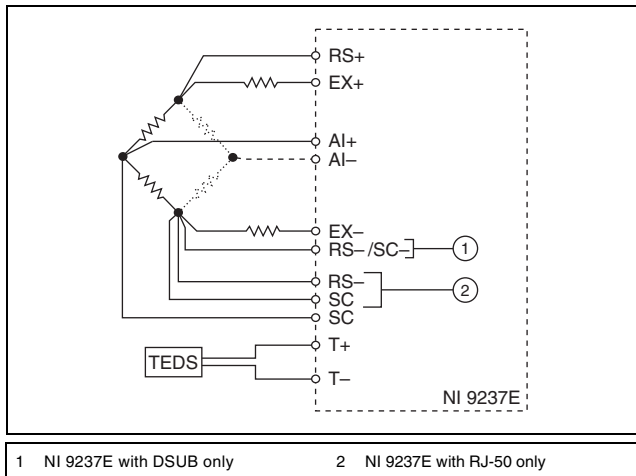 RS+
EX+
AI+
AI–
EX–
RS–/SC–
1
RS–
SC
2
SC
T+
TEDS
T–
NI 9237E
1 NI 9237E with DSUB only 2 NI 9237E with RJ-50 only